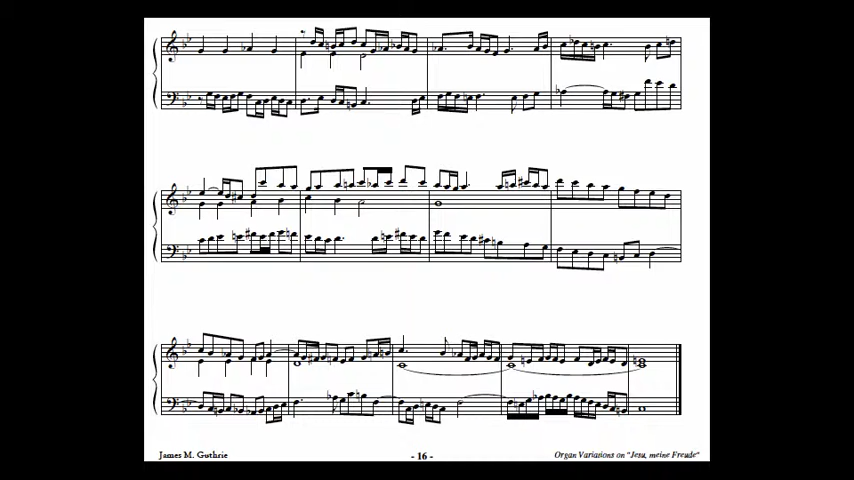 James M. Guthrie
- 16 -
Organ Variations on "Jesu, meine Freude"